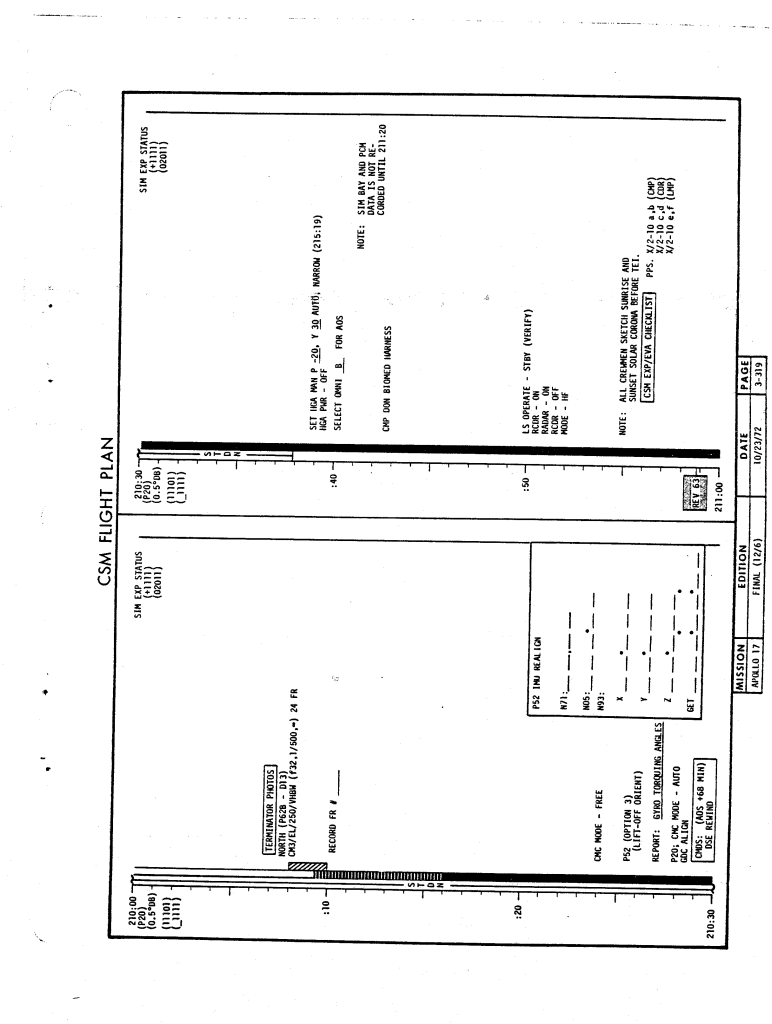 CSM FLIGHT PLAN
210:00
(P20)
(0.5°DB)
(11101)
(_1111)
SIM EXP STATUS
(+1111)
(02011)
TERMINATOR PHOTOS
NORTH (P62B - D13)
CM3/EL/250/VHBW (f32,1/500,∞) 24 FR
:10
RECORD FR # ____
S T D N
:20
CMC MODE - FREE
P52 (OPTION 3)
(LIFT-OFF ORIENT)
REPORT: GYRO TORQUING ANGLES
P20; CMC MODE - AUTO
GDC ALIGN
CMDS: (AOS +68 MIN)
DSE REWIND
210:30
P52 IMU REALIGN
N71: __ __,__ __
N05: __ __ __ . __ __
N93:
X __ __ . __ __ __
Y __ __ . __ __ __
Z __ __ . __ __ __
GET __ __ __ : __ __ : __ __
210:30
(P20)
(0.5°DB)
(11101)
(_1111)
SIM EXP STATUS
(+1111)
(02011)
S T D N
SET HGA MAN P -20, Y 30 AUTO, NARROW (215:19)
HGA PWR - OFF
:40
SELECT OMNI B FOR AOS
NOTE: SIM BAY AND PCM
DATA IS NOT RE-
CORDED UNTIL 211:20
CMP DON BIOMED HARNESS
:50
LS OPERATE - STBY (VERIFY)
RCDR - ON
RADAR - ON
RCDR - OFF
MODE - HF
NOTE: ALL CREWMEN SKETCH SUNRISE AND
SUNSET SOLAR CORONA BEFORE TEI.
CSM EXP/EVA CHECKLIST PPS. X/2-10 a,b (CMP)
X/2-10 c,d (CDR)
X/2-10 e,f (LMP)
REV 63
211:00
MISSION EDITION DATE PAGE
APOLLO 17 FINAL (12/6) 10/23/72 3-319